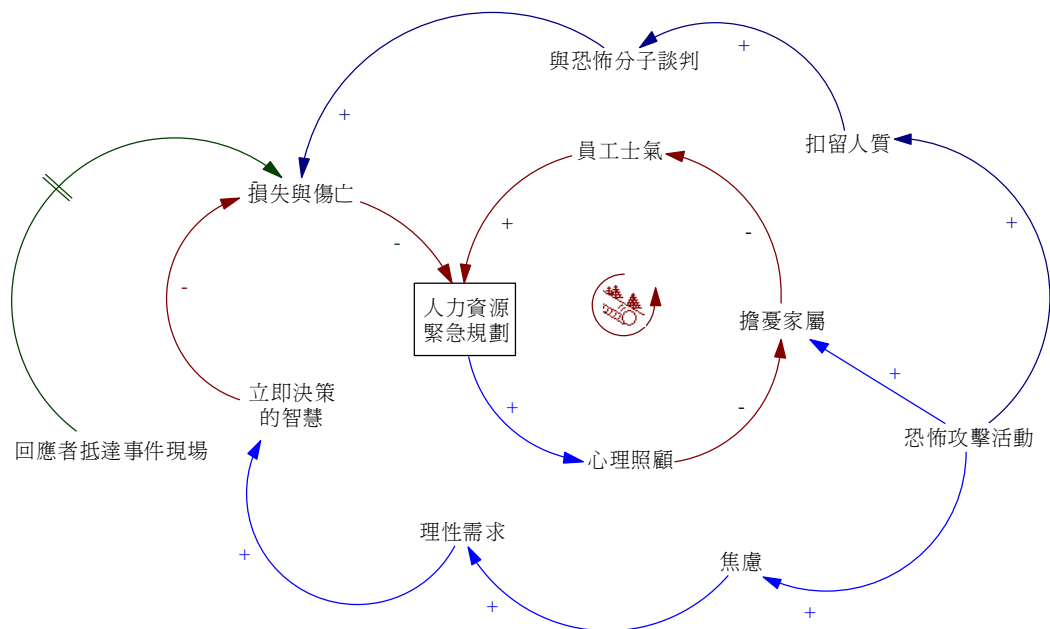 與恐怖分子談判
+
+
扣留人質
員工士氣
-
損失與傷亡
+
-
+
-
-
人力資源
緊急規劃
擔憂家屬
+
立即決策
的智慧
+
-
恐怖攻擊活動
回應者抵達事件現場
心理照顧
理性需求
焦慮
+
+
+